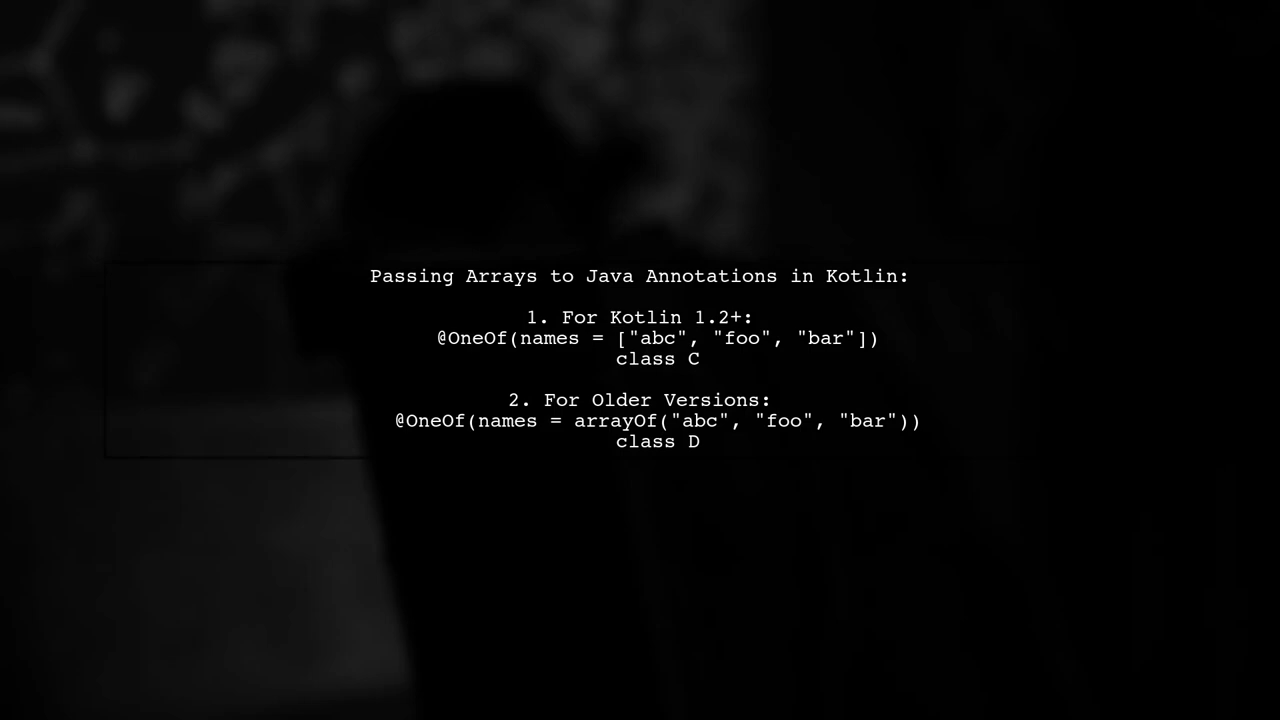 Passing Arrays to Java Annotations in Kotlin:
1. For Kotlin 1.2+:
@OneOf(names = ["abc", "foo", "bar"])
class C
2. For Older Versions:
@OneOf(names = arrayOf("abc", "foo", "bar"))
class D